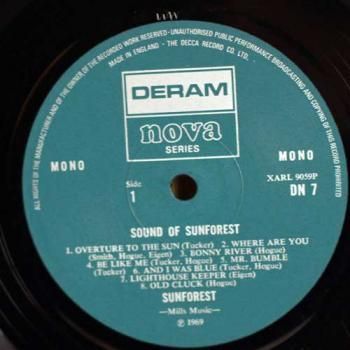 ALL RIGHTS OF THE MANUFACTURER AND OF THE OWNER OF THE RECORDED WORK RESERVED-UNAUTHORISED PUBLIC PERFORMANCE BROADCASTING AND COPYING OF THIS RECORD PROHIBITED
MADE IN ENGLAND · THE DECCA RECORD CO. LTD.
DERAM
nova
SERIES
MONO
MONO
Side
1
XARL 9059P
DN 7
SOUND OF SUNFOREST
1. OVERTURE TO THE SUN (Tucker) 2. WHERE ARE YOU
(Smith, Hogue, Eigen) 3. BONNY RIVER (Hogue)
4. BE LIKE ME (Tucker, Hogue) 5. MR. BUMBLE
(Tucker) 6. AND I WAS BLUE (Tucker, Hogue)
7. LIGHTHOUSE KEEPER (Eigen)
8. OLD CLUCK (Hogue)
SUNFOREST
—Mills Music—
Ⓟ 1969